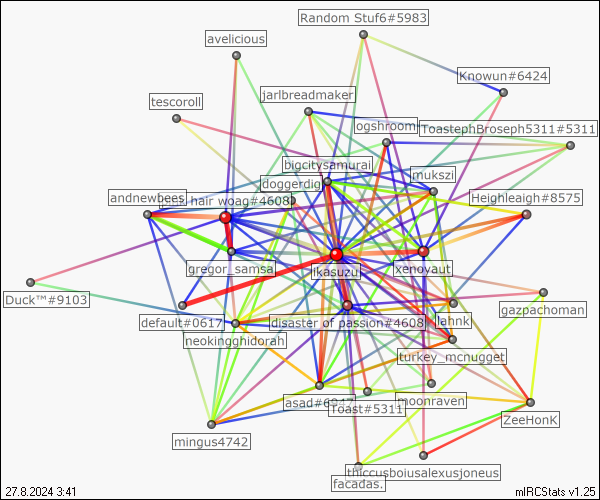 Random Stuf6#5983
avelicious
Knowun#6424
jarlbreadmaker
tescoroll
ogshroom
ToastephBroseph5311#5311
bigcitysamurai
mukszi
doggerdig
andnewbees
hair woag#4608
Heighleaigh#8575
gregor_samsa
ikasuzui
xenovaut
Duck™#9103
gazpachoman
default#0617
disaster of passion#4608
lehnk
neokingghidorah
turkey_mcnugget
asad#6947
Toast#5311
moonraven
ZeeHonK
mingus4742
thiccusboiusalexusjoneus
facadas.
27.8.2024 3:41
mIRCStats v1.25